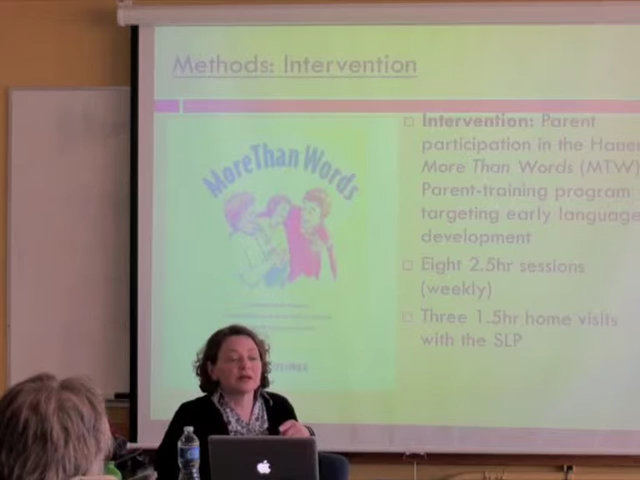 Methods: Intervention
More Than Words
Intervention: Parent
participation in the Hanen
More Than Words (MTW)
Parent-training program
targeting early language
development
Eight 2.5hr sessions
(weekly)
Three 1.5hr home visits
with the SLP